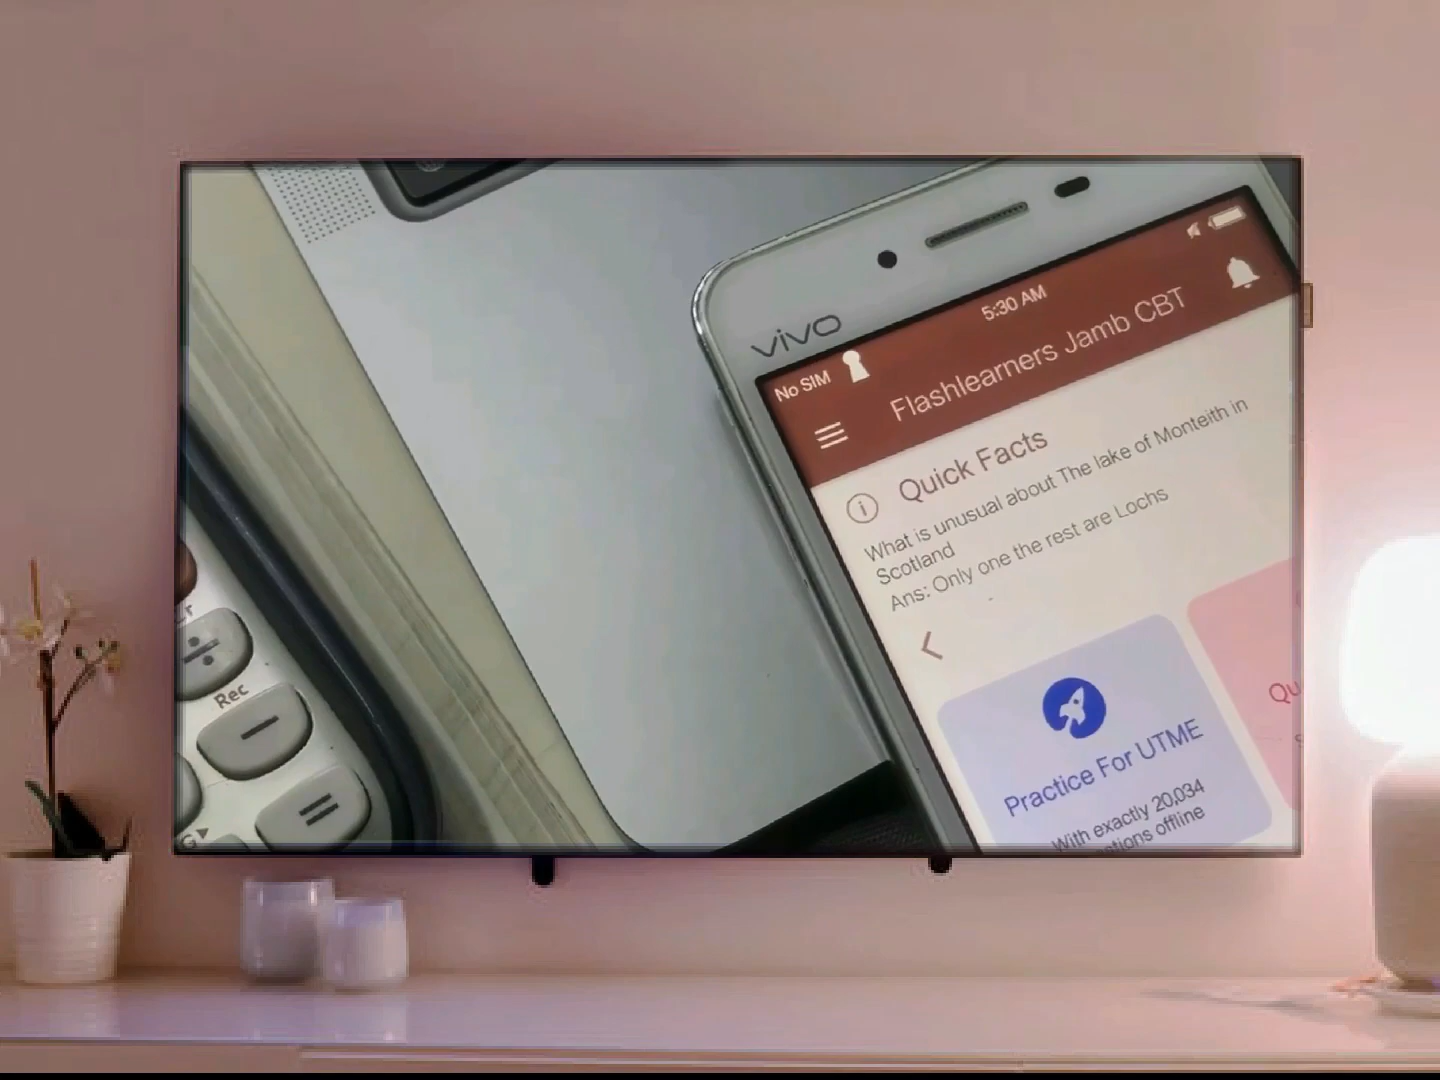 vivo
No SIM
5:30 AM
Flashlearners Jamb CBT
Quick Facts
What is unusual about The lake of Monteith in
Scotland
Ans: Only one the rest are Lochs
Practice For UTME
With exactly 20,034
offline
Qu
Rec
÷
−
=